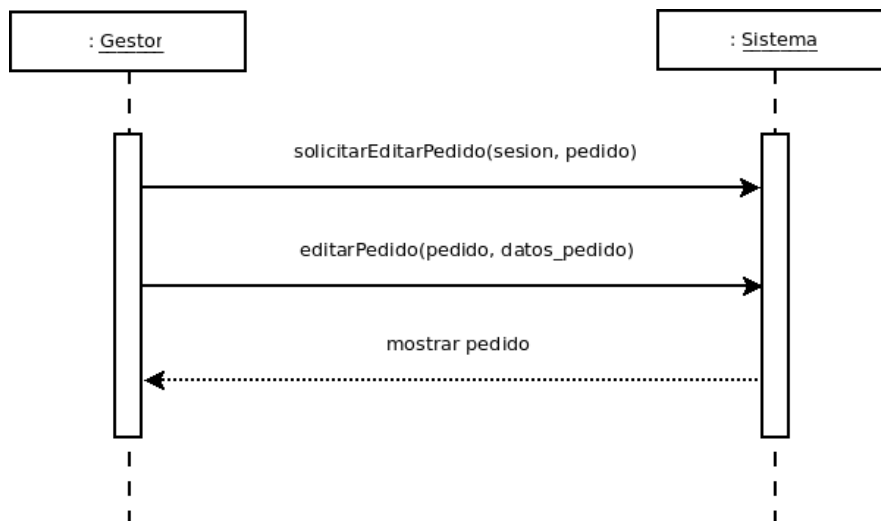 : Gestor
: Sistema
solicitarEditarPedido(sesion, pedido)
editarPedido(pedido, datos_pedido)
mostrar pedido